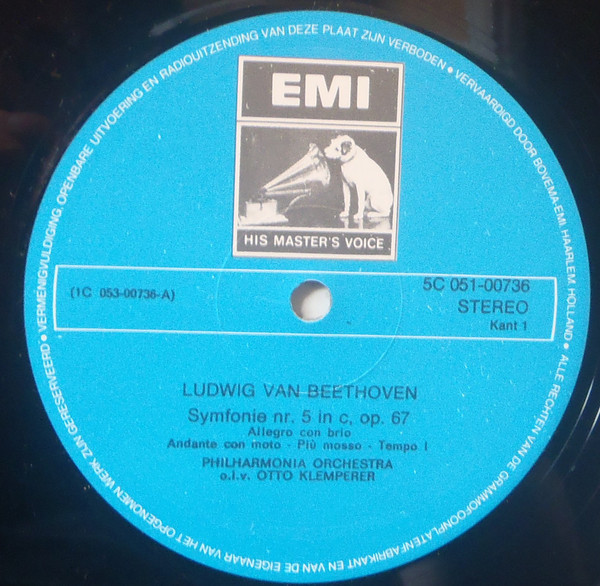 EMI
HIS MASTER'S VOICE
(1C 053-00736-A)
5C 051-00736
STEREO
Kant 1
LUDWIG VAN BEETHOVEN
Symfonie nr. 5 in c, op. 67
Allegro con brio
Andante con moto - Più mosso - Tempo I
PHILHARMONIA ORCHESTRA
o.l.v. OTTO KLEMPERER
VERVAARDIGD DOOR BOVEMA-EMI, HAARLEM, HOLLAND ● ALLE RECHTEN VAN DE GRAMMOFOONPLATENFABRIKANT EN VAN DE EIGENAAR VAN HET OPGENOMEN WERK ZIJN GERESERVEERD ● VERMENIGVULDIGING, OPENBARE UITVOERING EN RADIOUITZENDING VAN DEZE PLAAT ZIJN VERBODEN ●